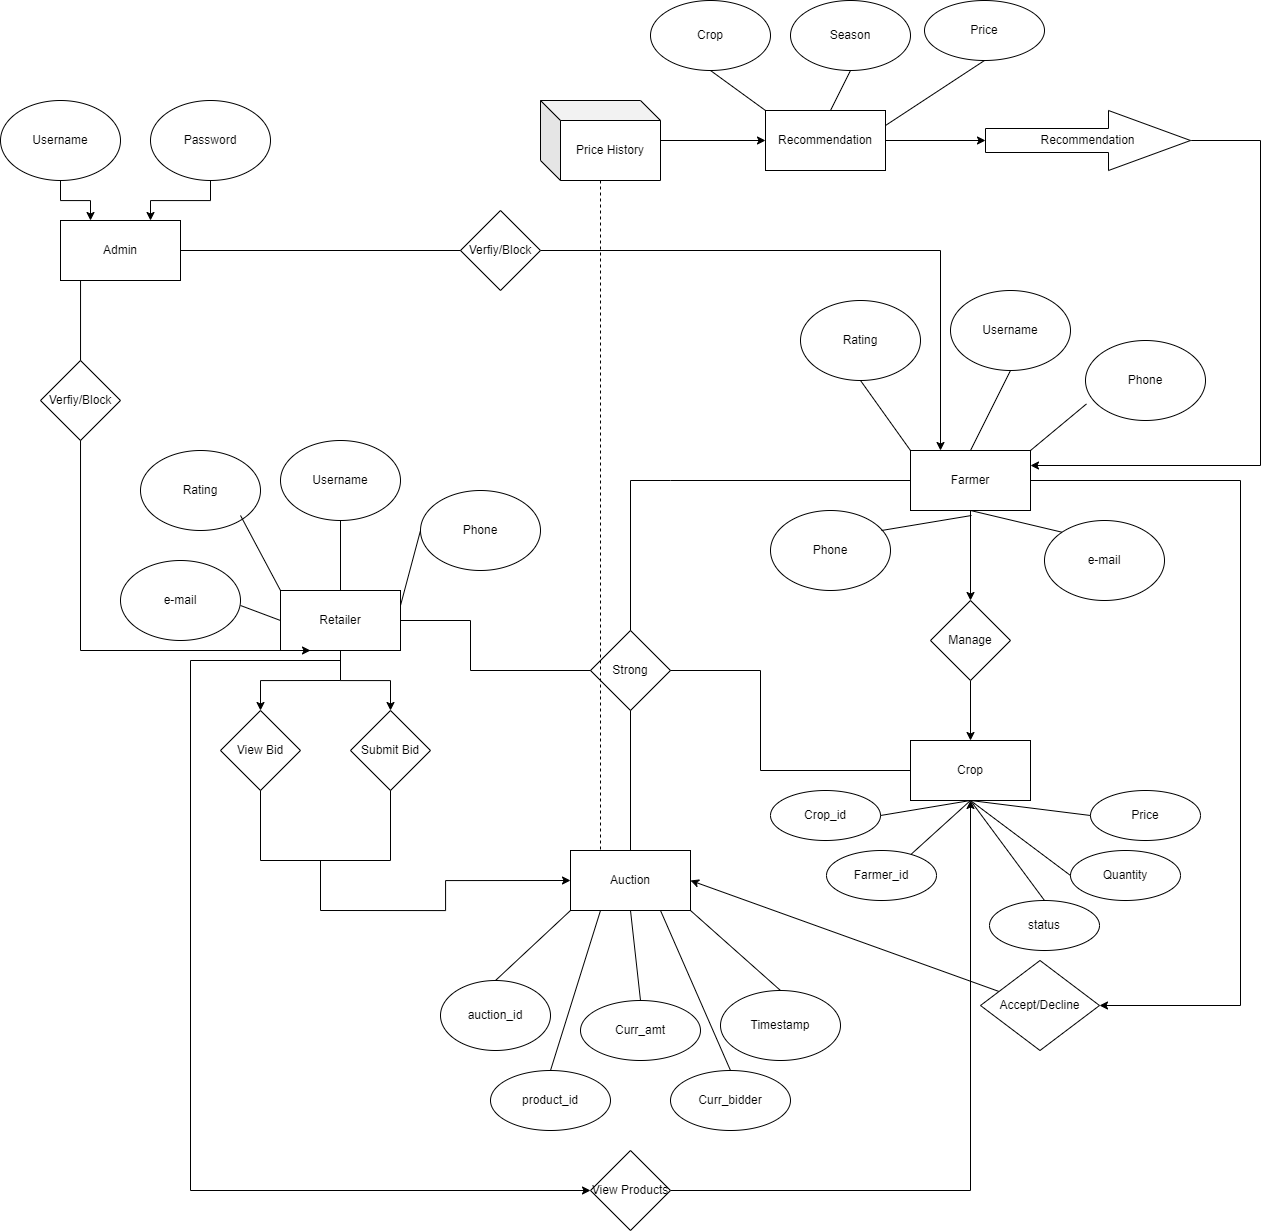 Crop
Season
Price
Username
Password
Price History
Recommendation
Recommendation
Admin
Verfiy/Block
Rating
Username
Phone
Verfiy/Block
Rating
Username
Phone
Farmer
Phone
e-mail
e-mail
Retailer
Strong
Manage
View Bid
Submit Bid
Crop
Crop_id
Price
Farmer_id
Quantity
status
Auction
auction_id
Curr_amt
Timestamp
Accept/Decline
product_id
Curr_bidder
View Products